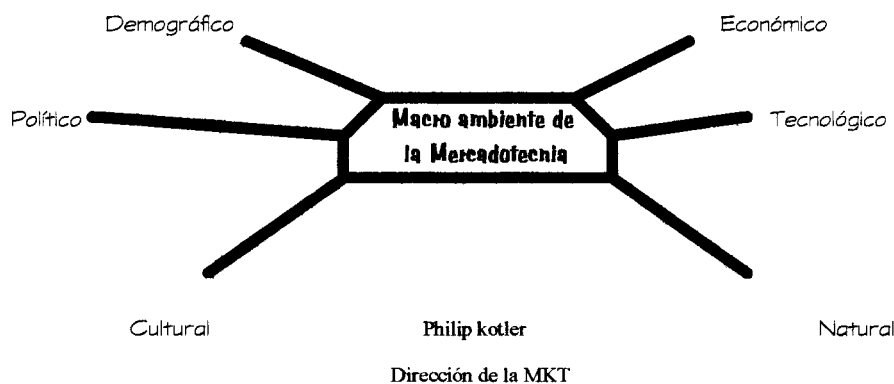 Demográfico
Económico
Político
Macro ambiente de
la Mercadotecnia
Tecnológico
Cultural
Philip kotler
Natural
Dirección de la MKT